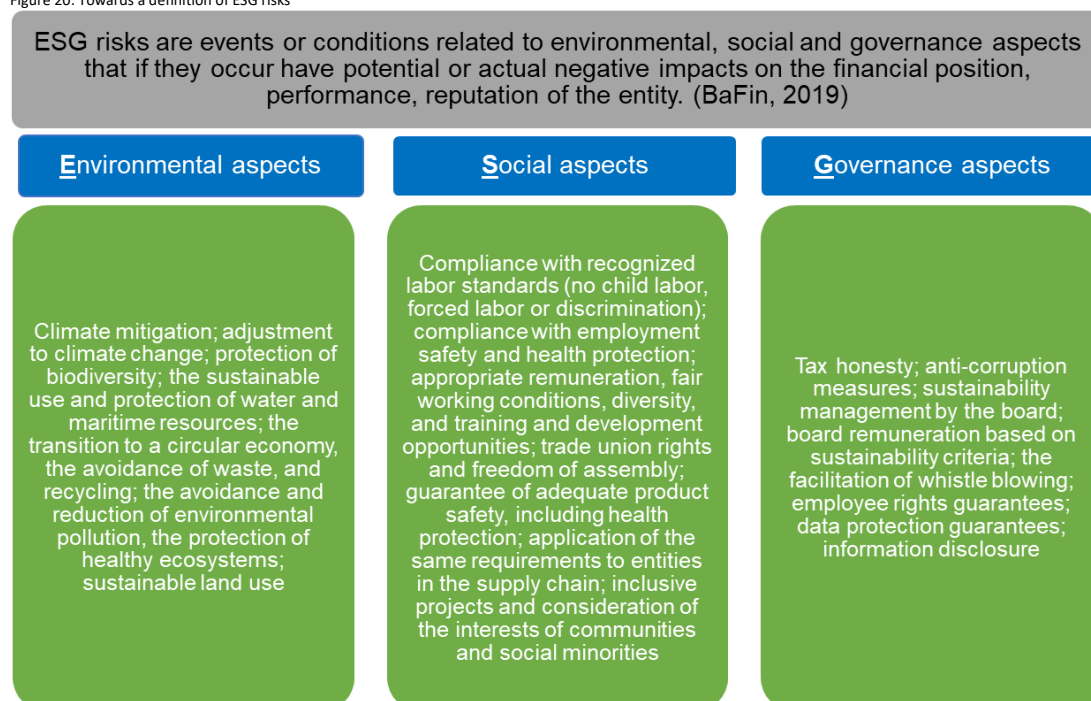 Figure 20: Towards a definition of ESG risks
ESG risks are events or conditions related to environmental, social and governance aspects
that if they occur have potential or actual negative impacts on the financial position,
performance, reputation of the entity. (BaFin, 2019)
Environmental aspects
Climate mitigation; adjustment
to climate change; protection of
biodiversity; the sustainable
use and protection of water and
maritime resources; the
transition to a circular economy,
the avoidance of waste, and
recycling; the avoidance and
reduction of environmental
pollution, the protection of
healthy ecosystems;
sustainable land use
Social aspects
Compliance with recognized
labor standards (no child labor,
forced labor or discrimination);
compliance with employment
safety and health protection;
appropriate remuneration, fair
working conditions, diversity,
and training and development
opportunities; trade union rights
and freedom of assembly;
guarantee of adequate product
safety, including health
protection; application of the
same requirements to entities
in the supply chain; inclusive
projects and consideration of
the interests of communities
and social minorities
Governance aspects
Tax honesty; anti-corruption
measures; sustainability
management by the board;
board remuneration based on
sustainability criteria; the
facilitation of whistle blowing;
employee rights guarantees;
data protection guarantees;
information disclosure